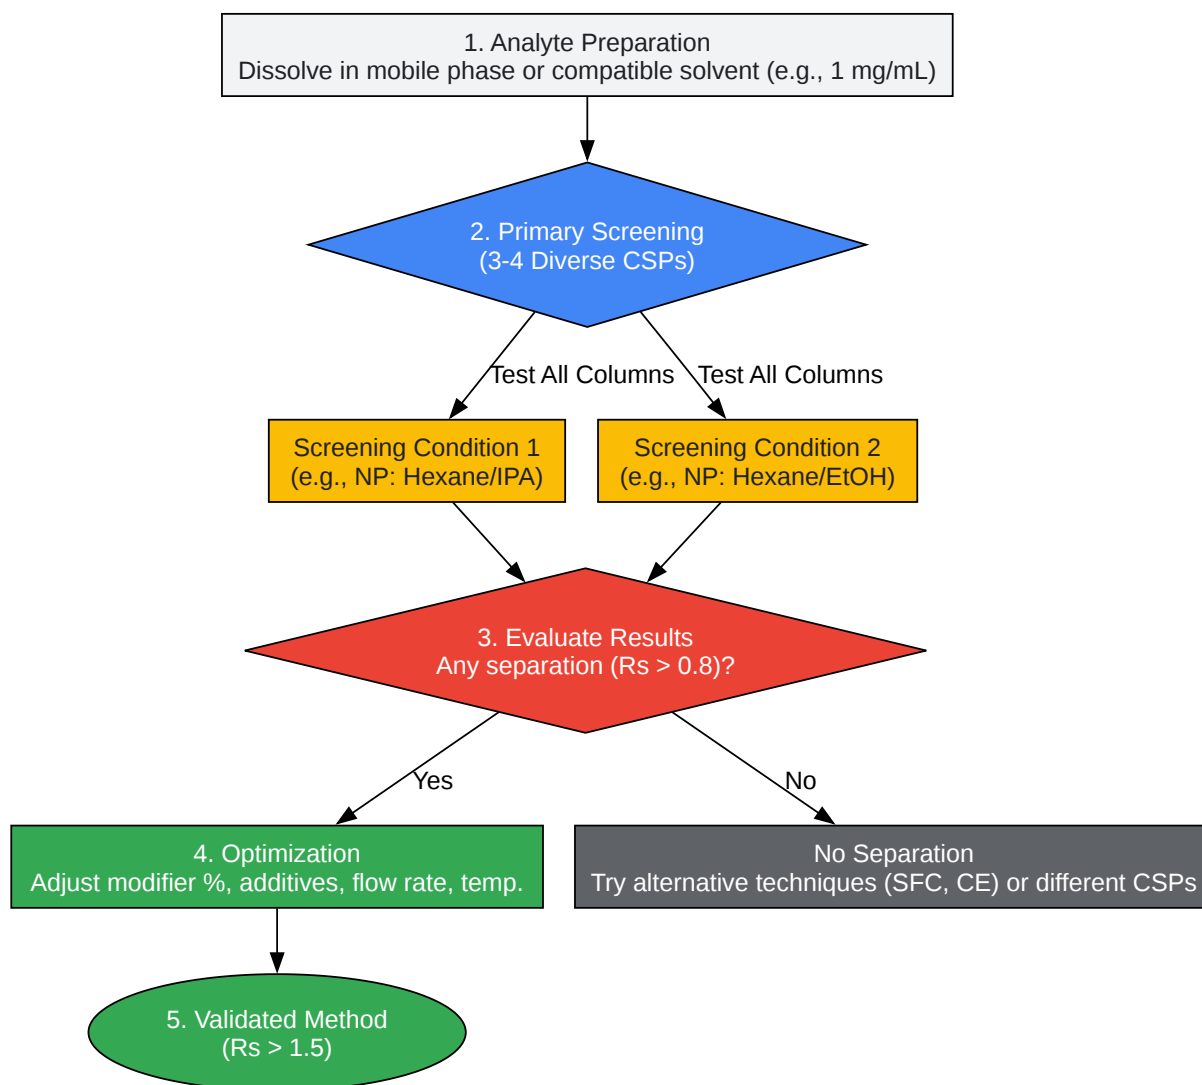 1. Analyte Preparation
Dissolve in mobile phase or compatible solvent (e.g., 1 mg/mL)
2. Primary Screening
(3-4 Diverse CSPs)
Test All Columns
Test All Columns
Screening Condition 1
(e.g., NP: Hexane/IPA)
Screening Condition 2
(e.g., NP: Hexane/EtOH)
3. Evaluate Results
Any separation (Rs > 0.8)?
Yes
No
4. Optimization
Adjust modifier %, additives, flow rate, temp.
No Separation
Try alternative techniques (SFC, CE) or different CSPs
5. Validated Method
(Rs > 1.5)